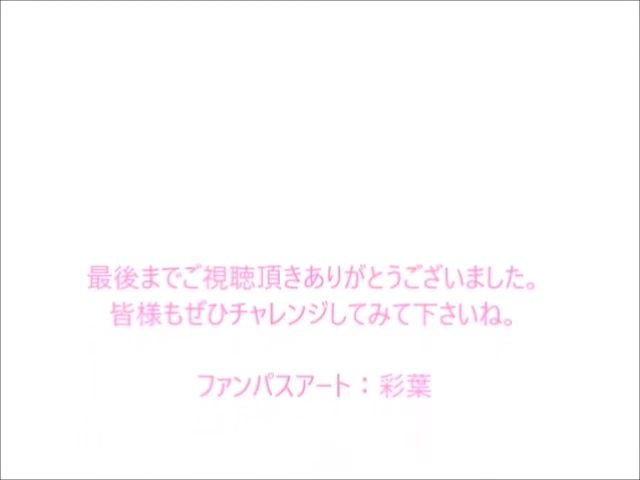 最後までご視聴頂きありがとうございました。
皆様もぜひチャレンジしてみて下さいね。
ファンパスアート：彩葉